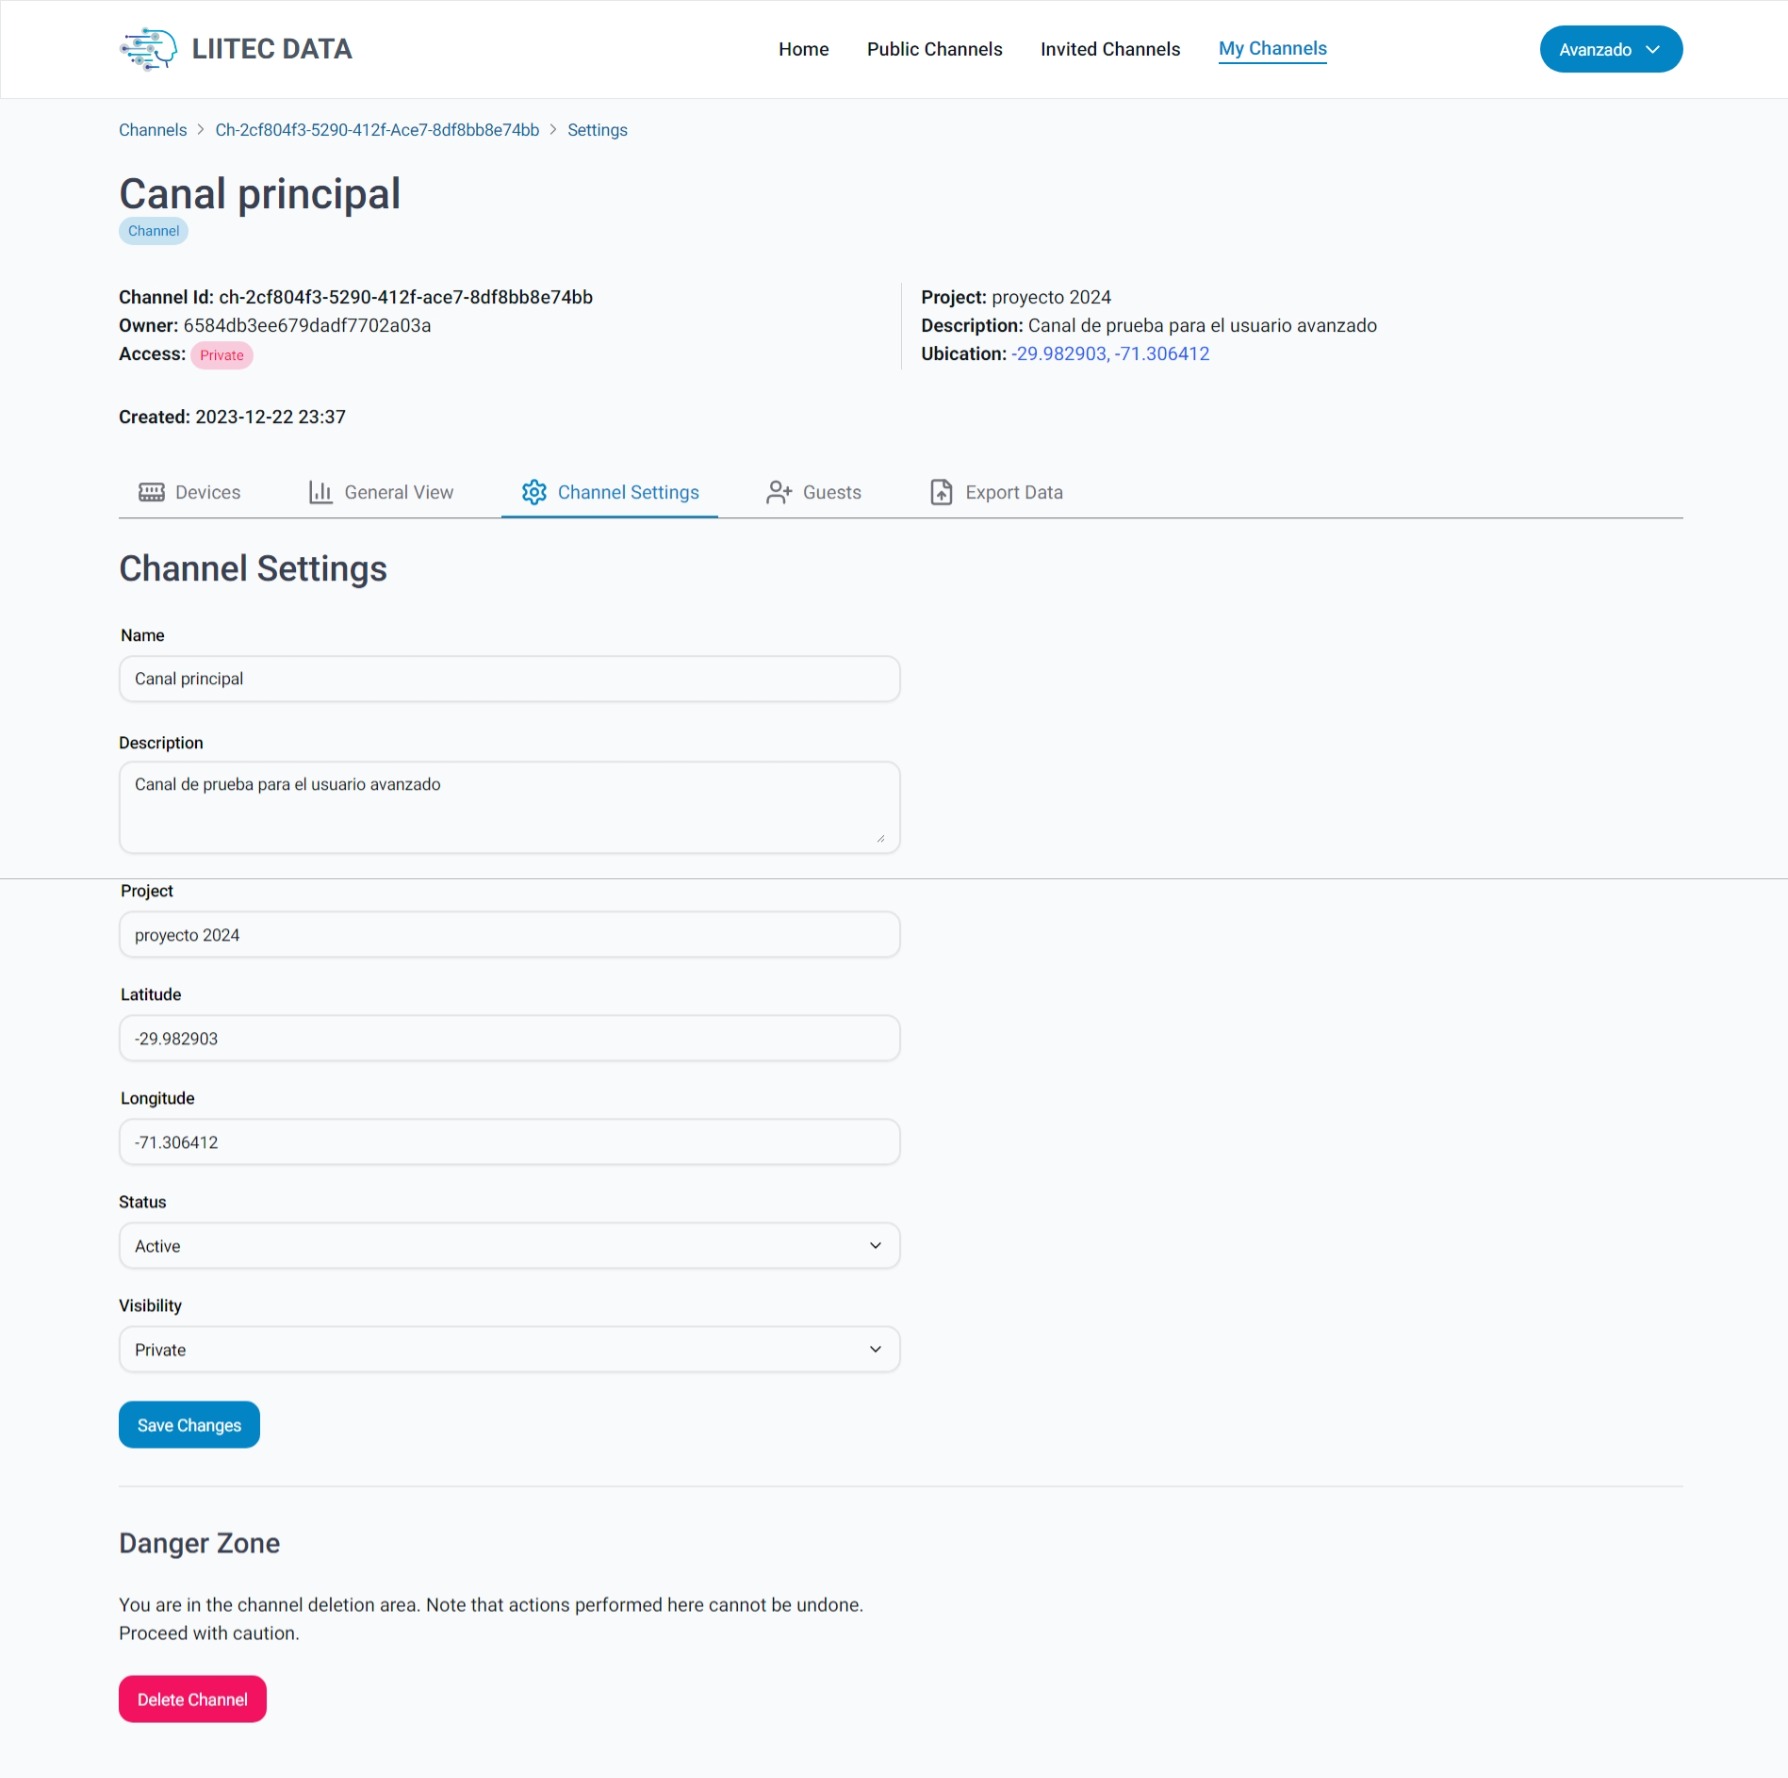 LIITEC DATA
Home Public Channels Invited Channels My Channels
Avanzado
Channels > Ch-2cf804f3-5290-412f-Ace7-8df8bb8e74bb > Settings
Canal principal
Channel
Channel Id: ch-2cf804f3-5290-412f-ace7-8df8bb8e74bb
Owner: 6584db3ee679dadf7702a03a
Access: Private
Project: proyecto 2024
Description: Canal de prueba para el usuario avanzado
Ubication: -29.982903, -71.306412
Created: 2023-12-22 23:37
Devices General View Channel Settings Guests Export Data
Channel Settings
Name
Canal principal
Description
Canal de prueba para el usuario avanzado
Project
proyecto 2024
Latitude
-29.982903
Longitude
-71.306412
Status
Active
Visibility
Private
Save Changes
Danger Zone
You are in the channel deletion area. Note that actions performed here cannot be undone.
Proceed with caution.
Delete Channel